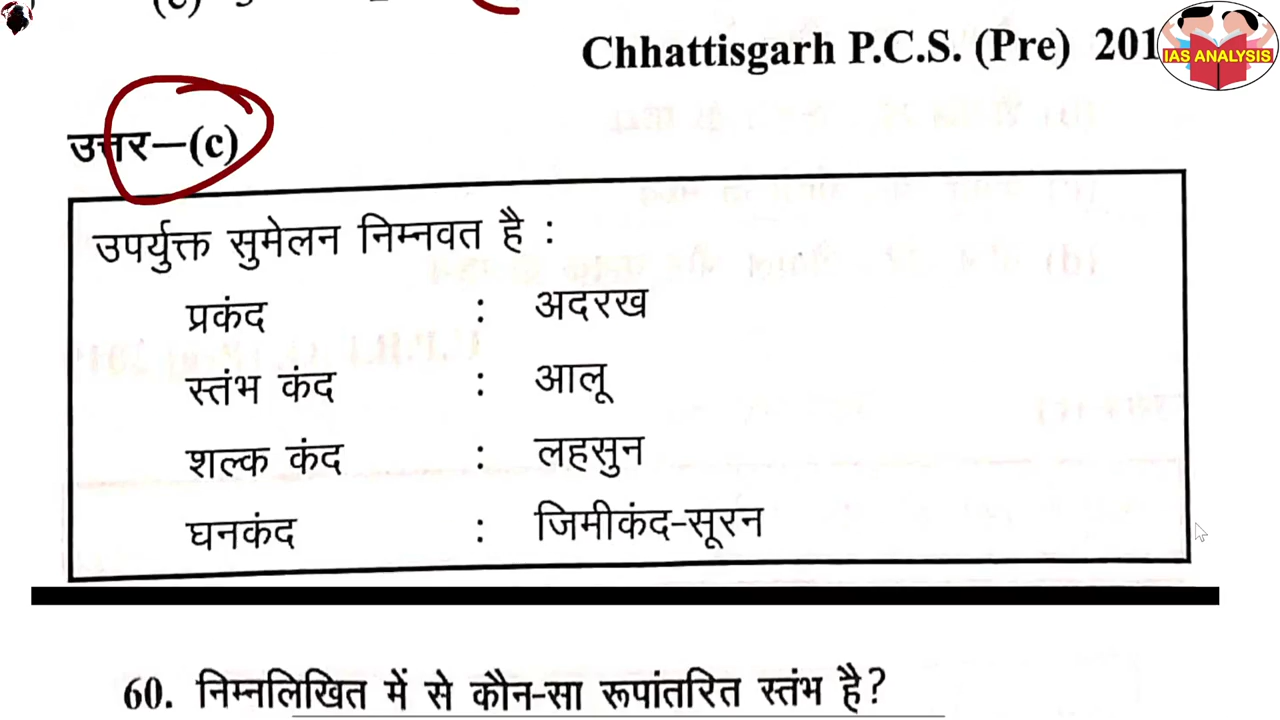 Chhattisgarh P.C.S. (Pre) 201
IAS ANALYSIS
उत्तर—(c)
उपर्युक्त सुमेलन निम्नवत है :
प्रकंद : अदरख
स्तंभ कंद : आलू
शल्क कंद : लहसुन
घनकंद : जिमीकंद-सूरन
60. निम्नलिखित में से कौन-सा रूपांतरित स्तंभ है?